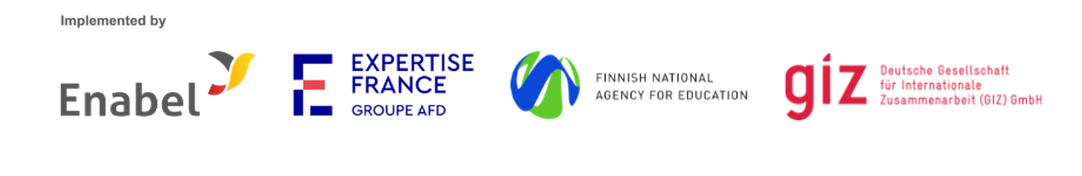 Implemented by
Enabel
EXPERTISE
FRANCE
GROUPE AFD
FINNISH NATIONAL
AGENCY FOR EDUCATION
giz
Deutsche Gesellschaft
für Internationale
Zusammenarbeit (GIZ) GmbH